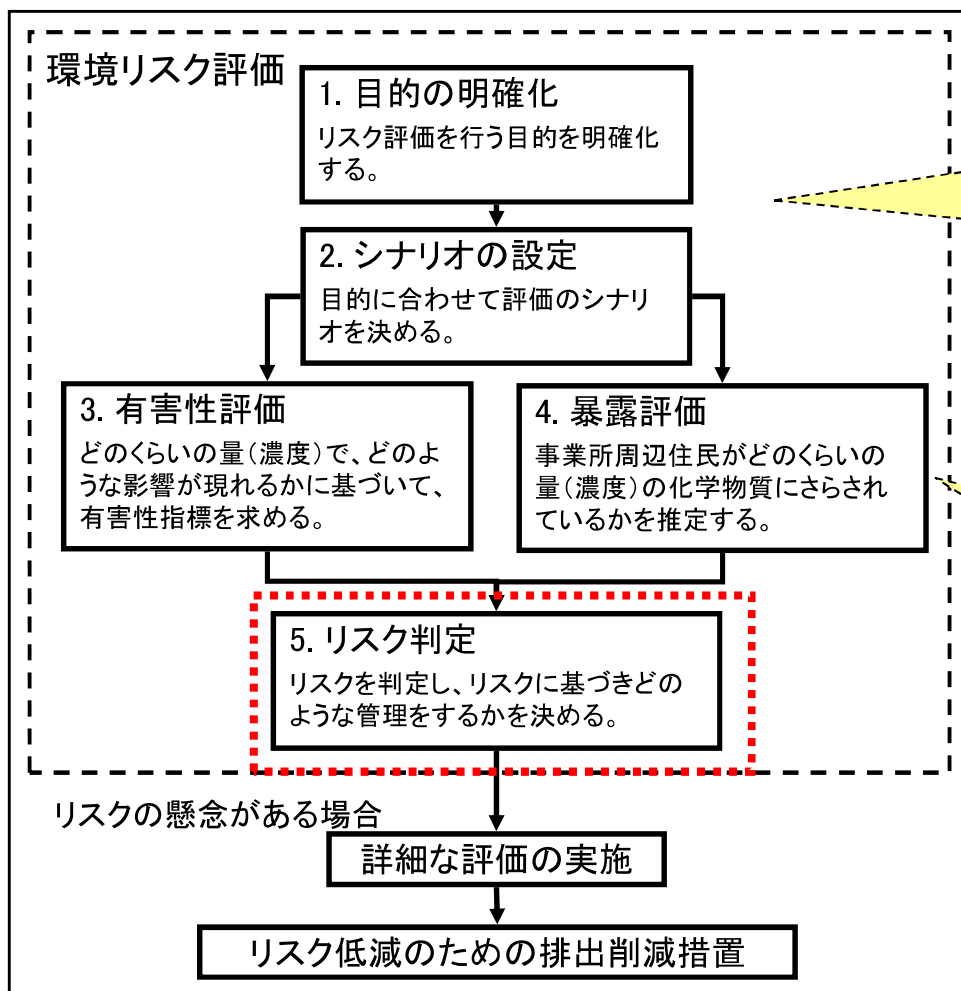 環境リスク評価
1. 目的の明確化
リスク評価を行う目的を明確化
する。
2. シナリオの設定
目的に合わせて評価のシナリ
オを決める。
3. 有害性評価
どのくらいの量(濃度)で、どのよ
うな影響が現れるかに基づいて、
有害性指標を求める。
4. 暴露評価
事業所周辺住民がどのくらいの
量(濃度)の化学物質にさらされ
ているかを推定する。
5. リスク判定
リスクを判定し、リスクに基づきどの
ような管理をするかを決める。
リスクの懸念がある場合
詳細な評価の実施
リスク低減のための排出削減措置